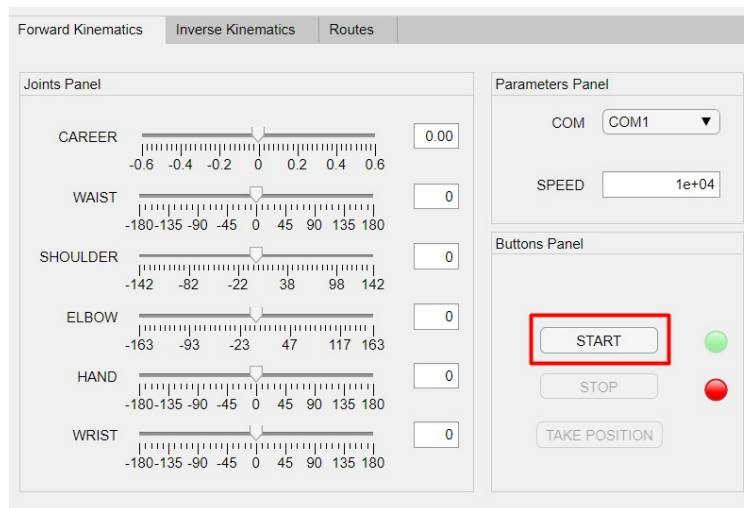 Forward Kinematics Inverse Kinematics Routes
Joints Panel
CAREER 0.00
-0.6 -0.4 -0.2 0 0.2 0.4 0.6
WAIST 0
-180 -135 -90 -45 0 45 90 135 180
SHOULDER 0
-142 -82 -22 38 98 142
ELBOW 0
-163 -93 -23 47 117 163
HAND 0
-180 -135 -90 -45 0 45 90 135 180
WRIST 0
-180 -135 -90 -45 0 45 90 135 180
Parameters Panel
COM COM1
SPEED 1e+04
Buttons Panel
START
STOP
TAKE POSITION